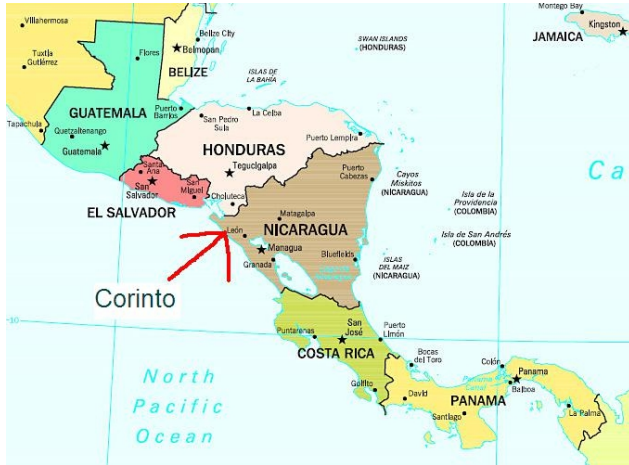 Villahermosa
Tuxtla
Gutiérrez
Tapachula
Flores
Belize City
Belmopan
BELIZE
GUATEMALA
Puerto
Barrios
Quetzaltenango
Guatemala
SWAN ISLANDS
(HONDURAS)
ISLAS DE
LA BAHÍA
Montego Bay
Kingston
JAMAICA
La Ceiba
San Pedro
Sula
Puerto Lempira
HONDURAS
Tegucigalpa
Santa
Ana
San
Salvador
San
Miguel
Choluteca
EL SALVADOR
Puerto
Cabezas
Cayos
Miskitos
(NICARAGUA)
Ca
Isla de la
Providencia
(COLOMBIA)
Isla de San Andrés
(COLOMBIA)
Matagalpa
NICARAGUA
León
Managua
Granada
Bluefields
ISLAS
DEL MAIZ
(NICARAGUA)
Corinto
10
Puntarenas
San
José
Puerto
Limón
COSTA RICA
Golfito
Bocas
del Toro
David
Santiago
PANAMA
Colón
Panama
Canal
Panama
Balboa
La Palma
North
Pacific
Ocean